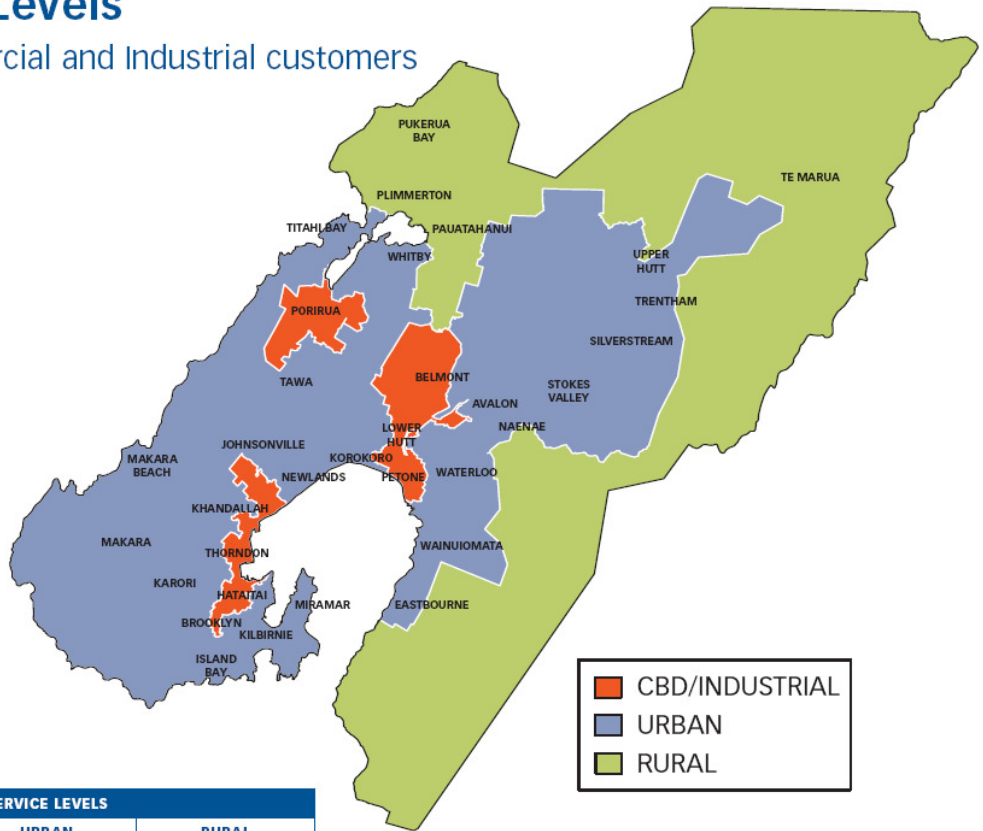 Levels
rcial and Industrial customers
PUKERUA
BAY
TE MARUA
PLIMMERTON
TITAHI BAY
PAUATAHANUI
WHITBY
UPPER
HUTT
TRENTHAM
PORIRUA
SILVERSTREAM
BELMONT
TAWA
STOKES
VALLEY
AVALON
LOWER
HUTT
NAENAE
JOHNSONVILLE
KOROKORO
MAKARA
BEACH
NEWLANDS
PETONE
WATERLOO
KHANDALLAH
MAKARA
THORNDON
WAINUIOMATA
KARORI
HATAITAI
MIRAMAR
EASTBOURNE
BROOKLYN
KILBIRNIE
ISLAND
BAY
CBD/INDUSTRIAL
URBAN
RURAL
ERVICE LEVELS
URBAN
RURAL